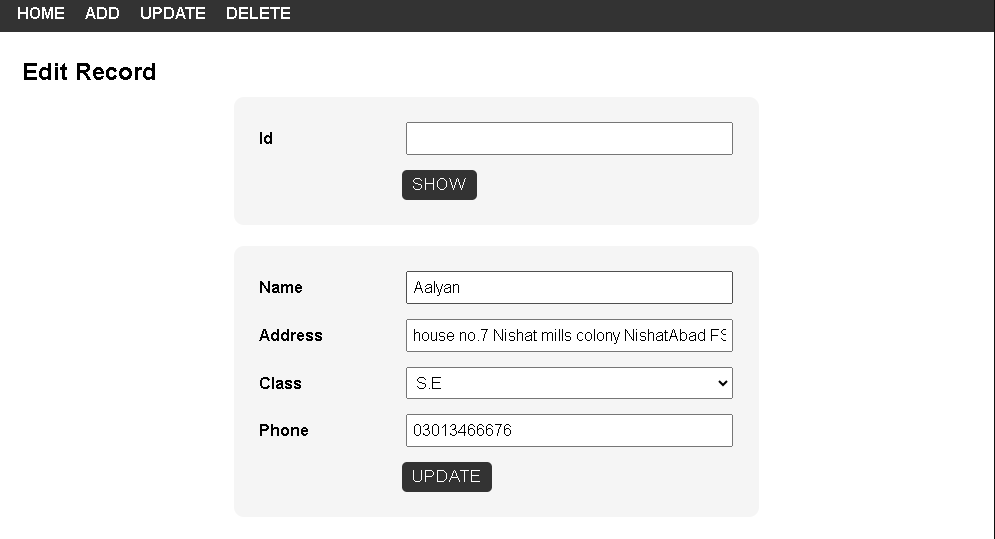 HOME ADD UPDATE DELETE
Edit Record
Id
SHOW
Name Aalyan
Address house no.7 Nishat mills colony NishatAbad FS
Class S.E
Phone 03013466676
UPDATE